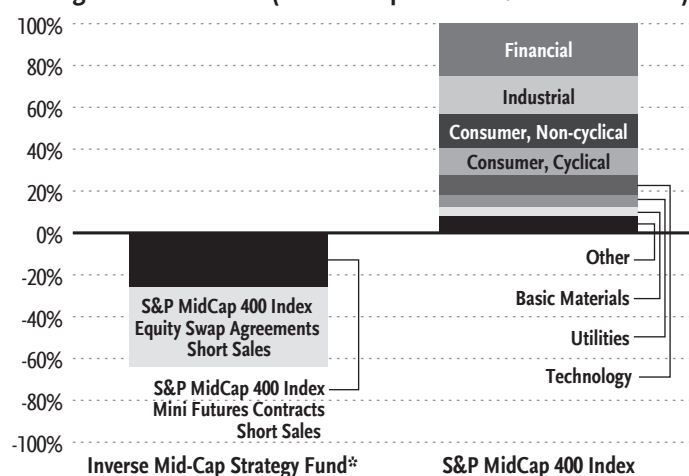 100%
80%
60%
40%
20%
0%
-20%
-40%
-60%
-80%
-100%
Financial
Industrial
Consumer, Non-cyclical
Consumer, Cyclical
Other
Basic Materials
Utilities
Technology
S&P MidCap 400 Index
Equity Swap Agreements
Short Sales
S&P MidCap 400 Index
Mini Futures Contracts
Short Sales
Inverse Mid-Cap Strategy Fund*
S&P MidCap 400 Index